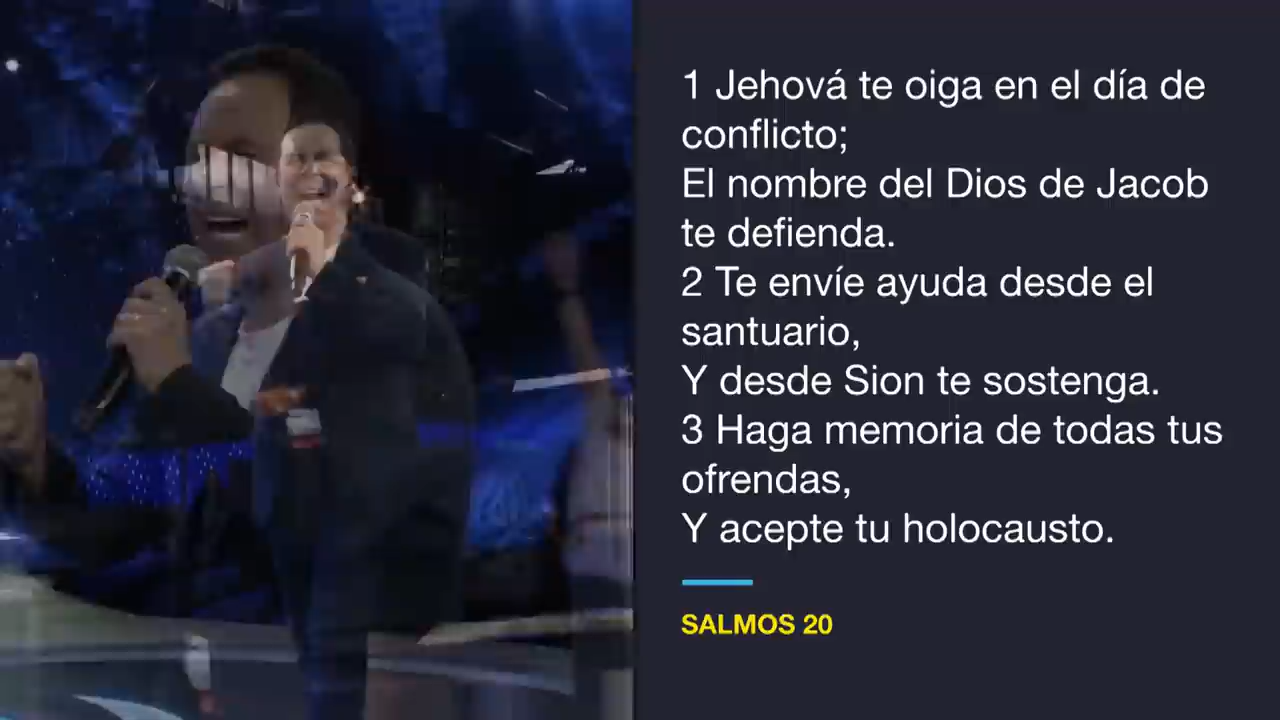 1 Jehová te oiga en el día de
conflicto;
El nombre del Dios de Jacob
te defienda.
2 Te envíe ayuda desde el
santuario,
Y desde Sion te sostenga.
3 Haga memoria de todas tus
ofrendas,
Y acepte tu holocausto.
SALMOS 20